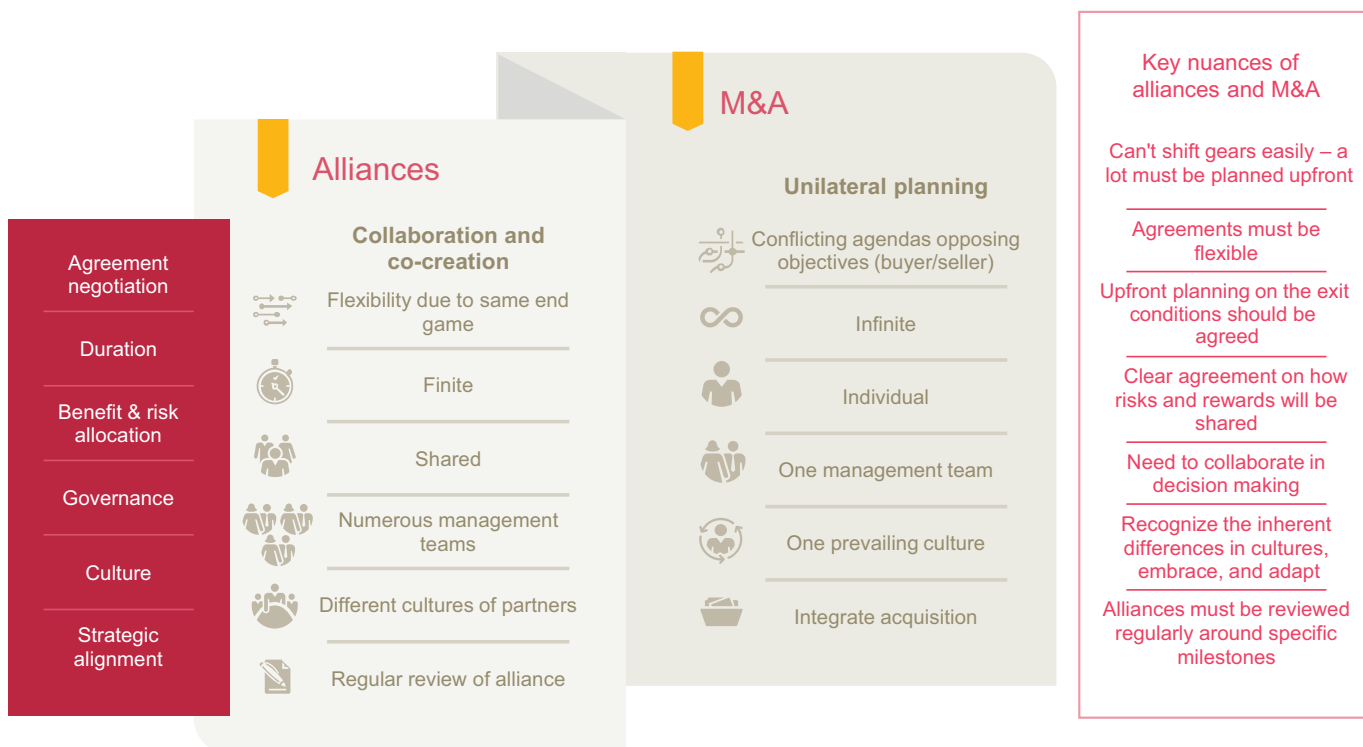 Agreement
negotiation
Duration
Benefit & risk
allocation
Governance
Culture
Strategic
alignment
Alliances
Collaboration and
co-creation
Flexibility due to same end
game
Finite
Shared
Numerous management
teams
Different cultures of partners
Regular review of alliance
M&A
Unilateral planning
Conflicting agendas opposing
objectives (buyer/seller)
Infinite
Individual
One management team
One prevailing culture
Integrate acquisition
Key nuances of
alliances and M&A
Can't shift gears easily – a
lot must be planned upfront
Agreements must be
flexible
Upfront planning on the exit
conditions should be
agreed
Clear agreement on how
risks and rewards will be
shared
Need to collaborate in
decision making
Recognize the inherent
differences in cultures,
embrace, and adapt
Alliances must be reviewed
regularly around specific
milestones